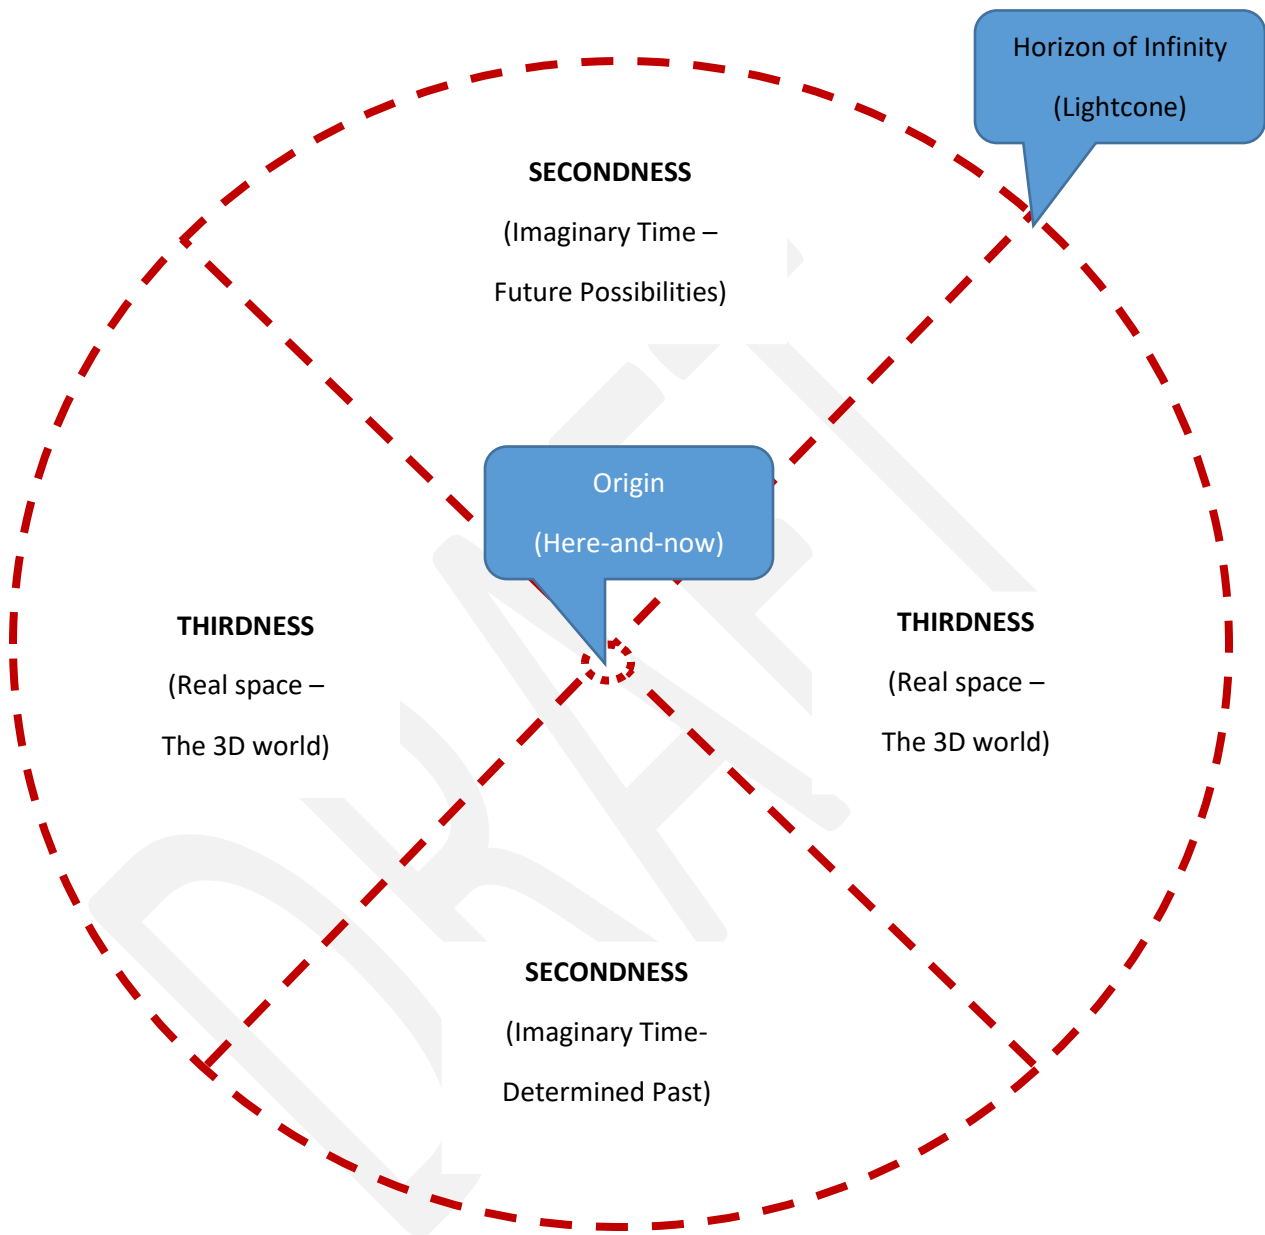 Horizon of Infinity
(Lightcone)
SECONDNESS
(Imaginary Time –
Future Possibilities)
Origin
(Here-and-now)
THIRDNESS
(Real space –
The 3D world)
THIRDNESS
(Real space –
The 3D world)
SECONDNESS
(Imaginary Time-
Determined Past)
DRAFT